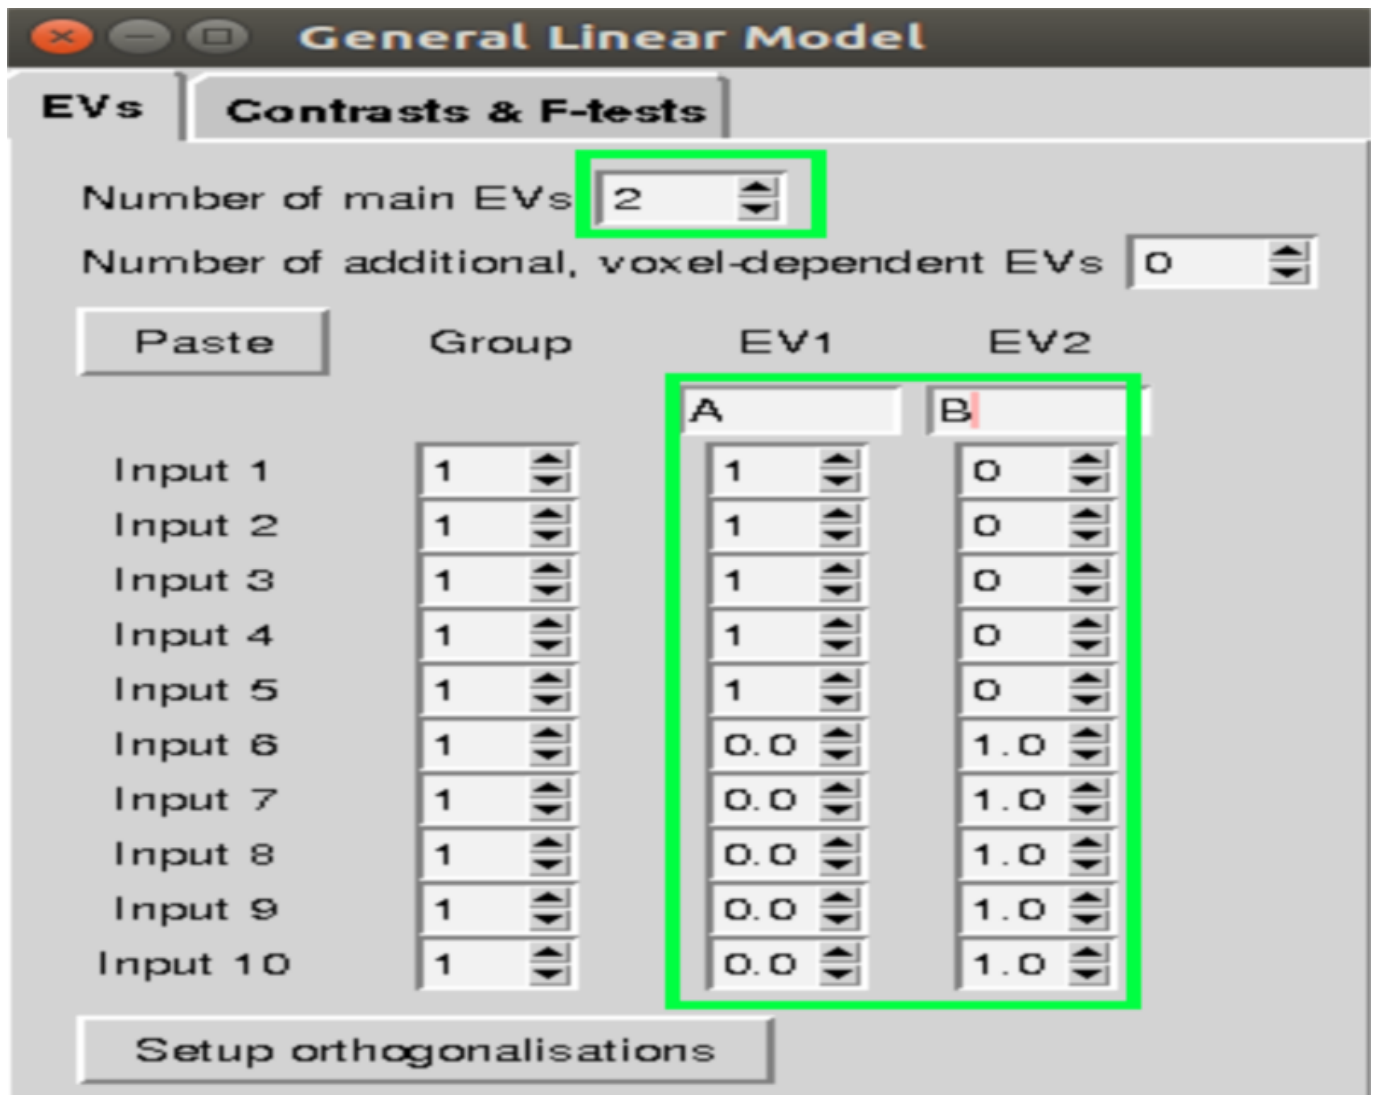 General Linear Model
EVs Contrasts & F-tests
Number of main EVs 2
Number of additional, voxel-dependent EVs 0
Paste Group EV1 EV2
A B
Input 1 1 1 0
Input 2 1 1 0
Input 3 1 1 0
Input 4 1 1 0
Input 5 1 1 0
Input 6 1 0.0 1.0
Input 7 1 0.0 1.0
Input 8 1 0.0 1.0
Input 9 1 0.0 1.0
Input 10 1 0.0 1.0
Setup orthogonalisations